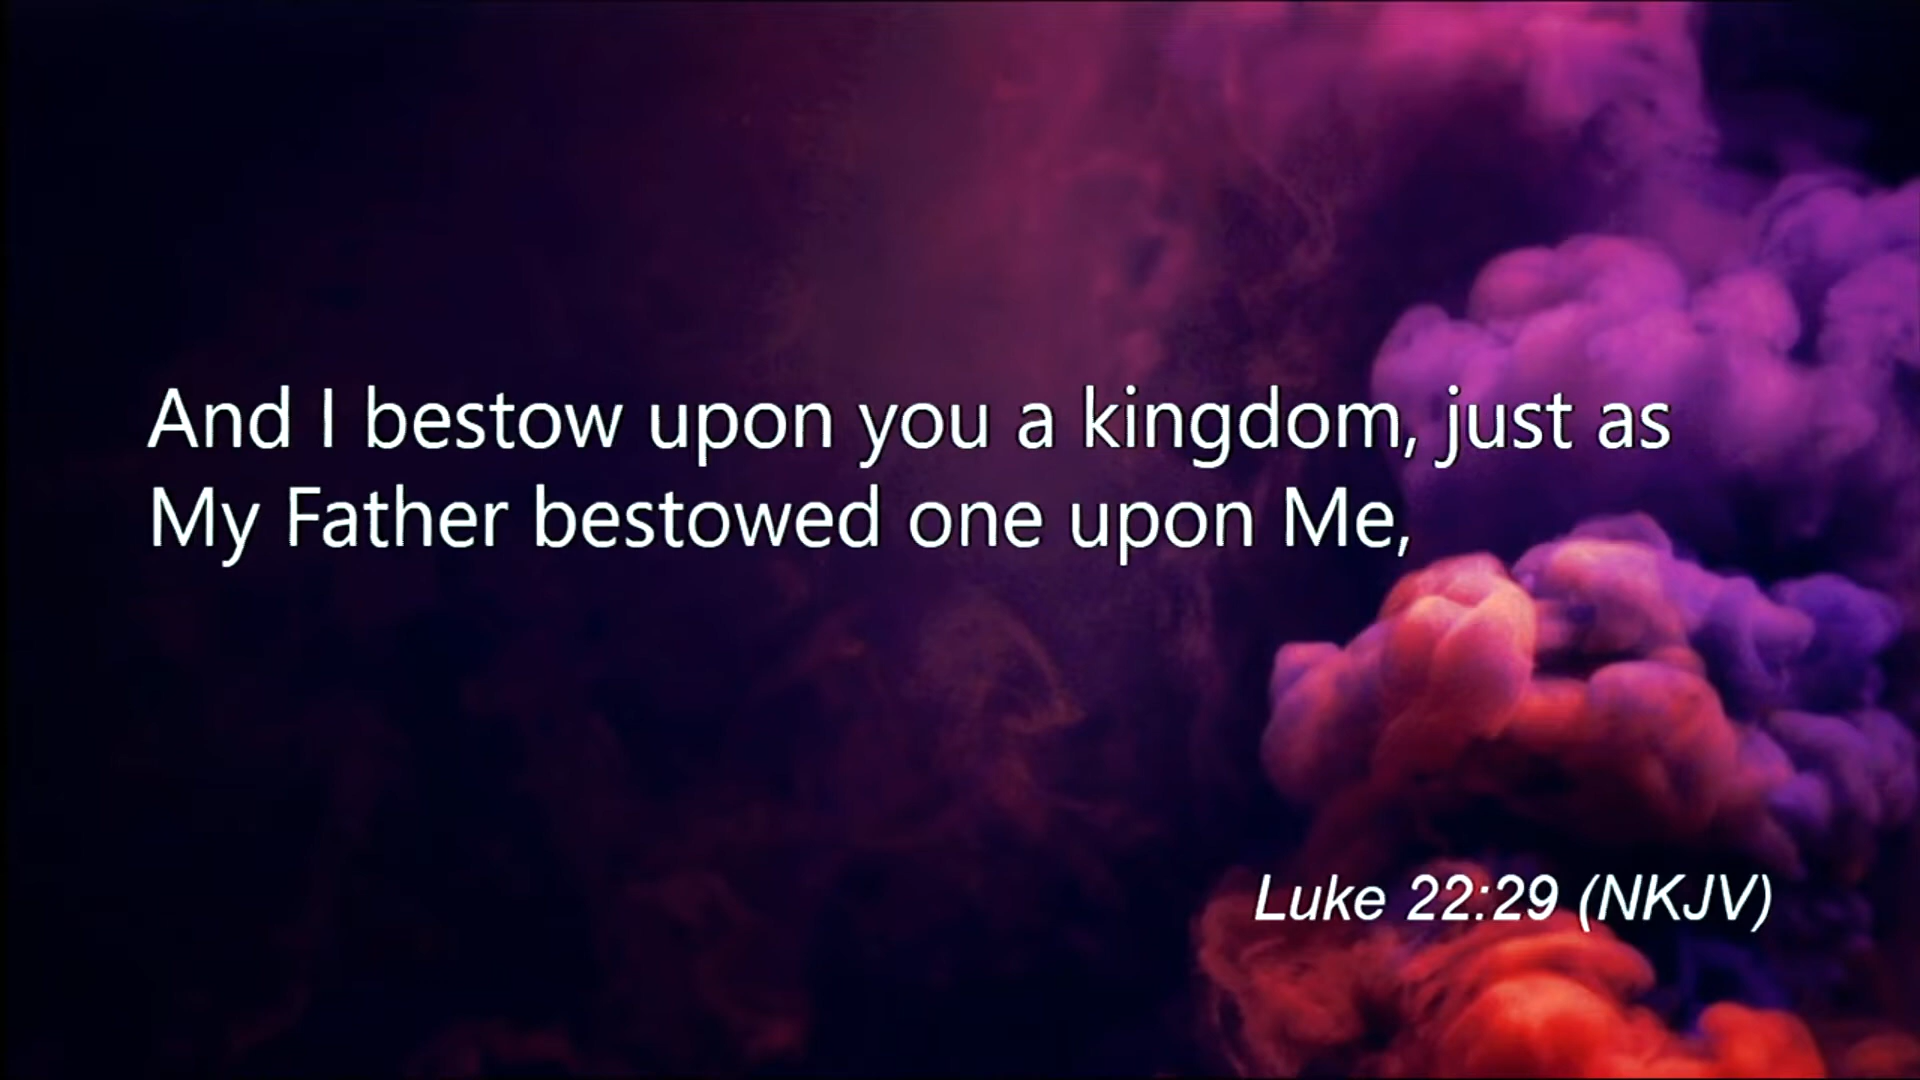 And I bestow upon you a kingdom, just as
My Father bestowed one upon Me,
Luke 22:29 (NKJV)